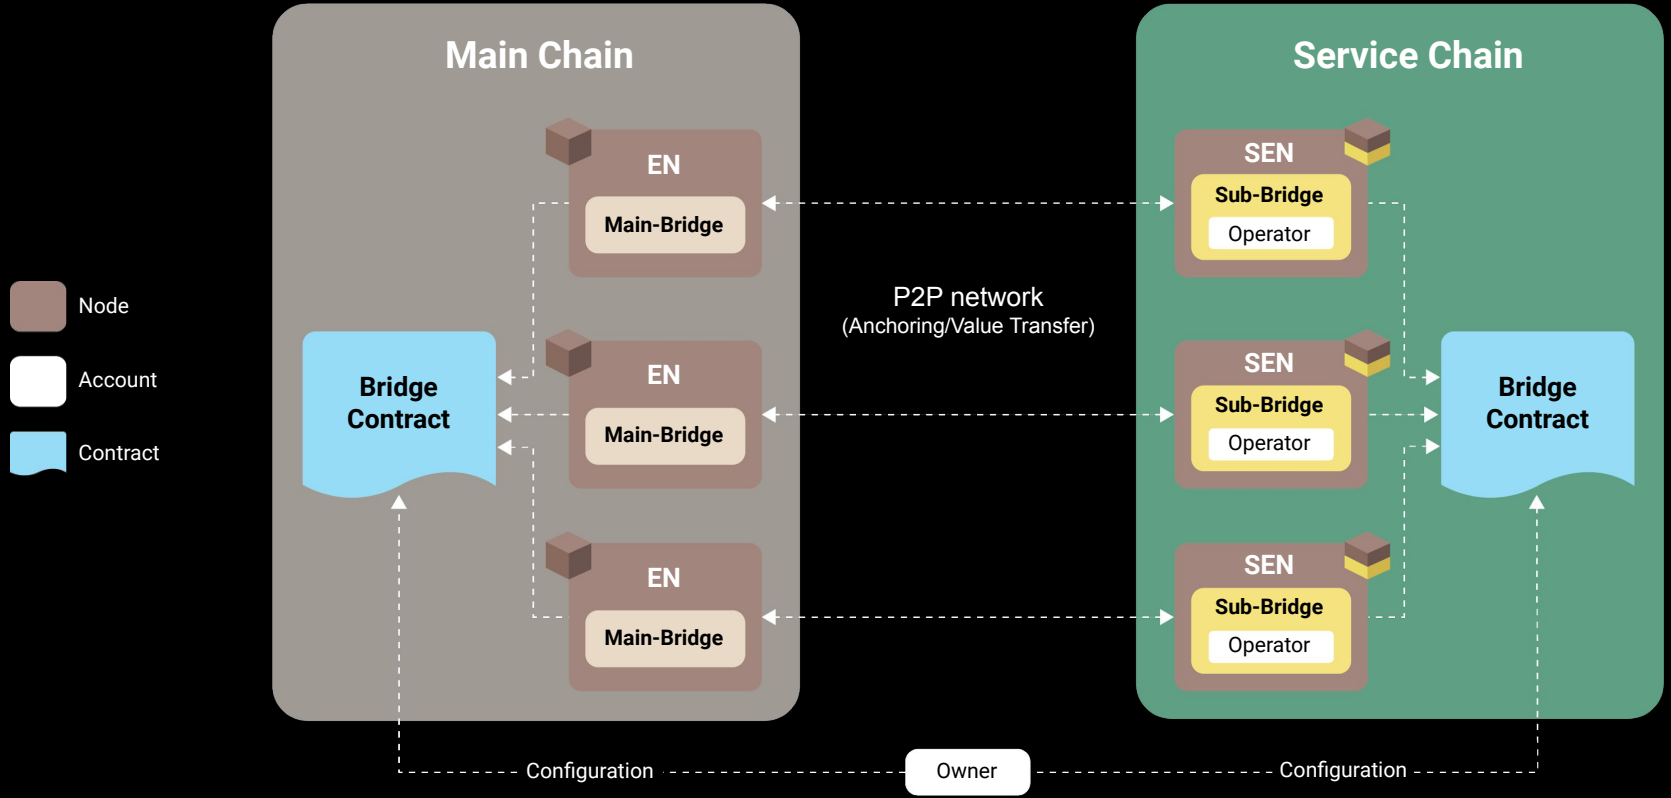 Main Chain
Service Chain
EN
Main-Bridge
SEN
Sub-Bridge
Operator
P2P network
(Anchoring/Value Transfer)
Node
Account
Contract
Bridge
Contract
EN
Main-Bridge
SEN
Sub-Bridge
Operator
Bridge
Contract
EN
Main-Bridge
SEN
Sub-Bridge
Operator
Configuration
Owner
Configuration